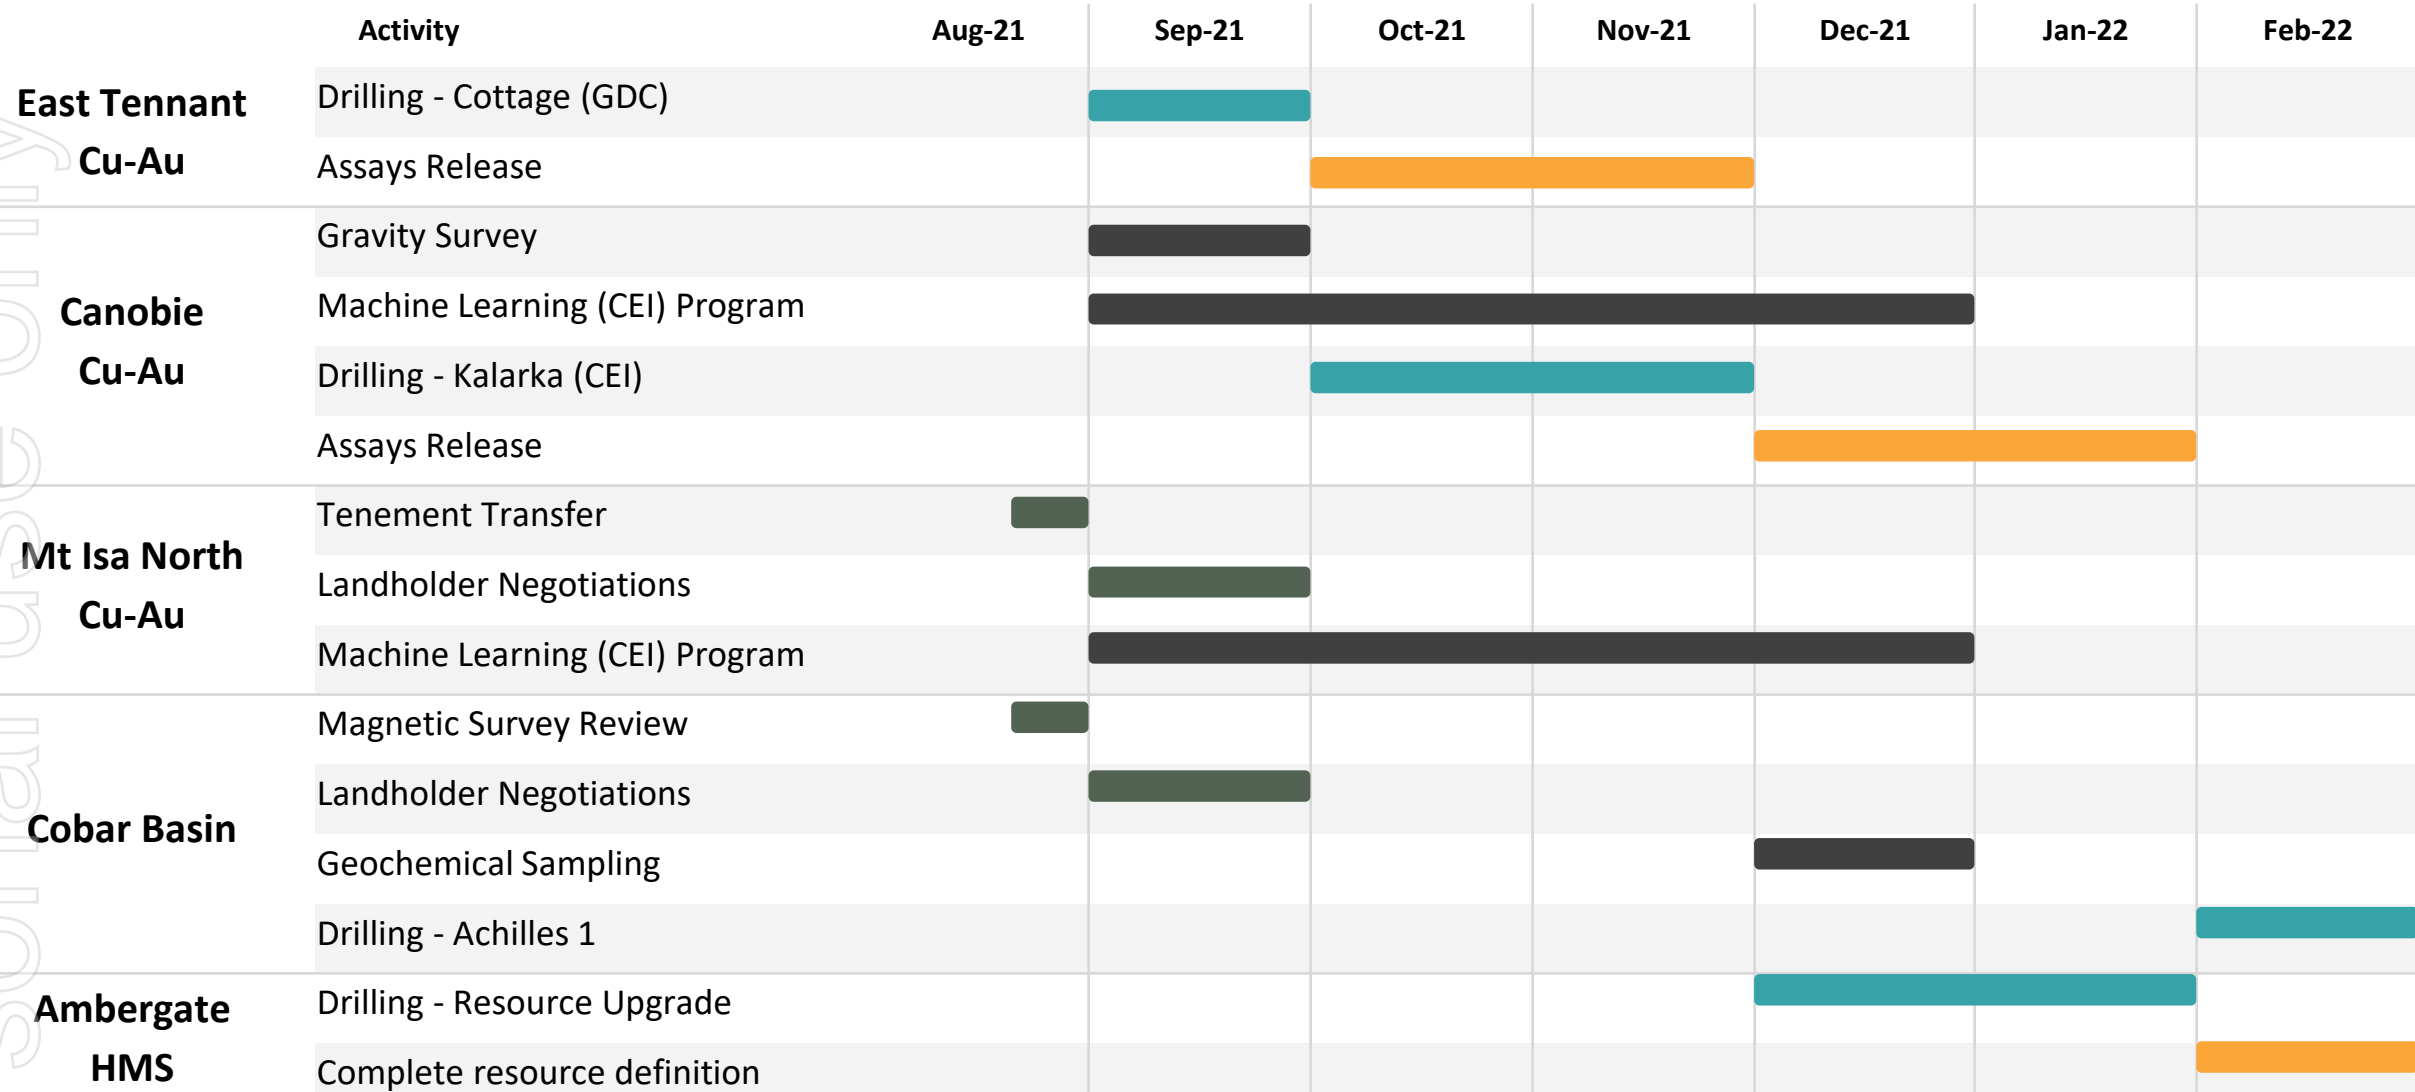 Activity Aug-21 Sep-21 Oct-21 Nov-21 Dec-21 Jan-22 Feb-22
East Tennant
Cu-Au
Drilling - Cottage (GDC)
Assays Release
Canobie
Cu-Au
Gravity Survey
Machine Learning (CEI) Program
Drilling - Kalarka (CEI)
Assays Release
Mt Isa North
Cu-Au
Tenement Transfer
Landholder Negotiations
Machine Learning (CEI) Program
Cobar Basin
Magnetic Survey Review
Landholder Negotiations
Geochemical Sampling
Drilling - Achilles 1
Ambergate
HMS
Drilling - Resource Upgrade
Complete resource definition
sonal use only